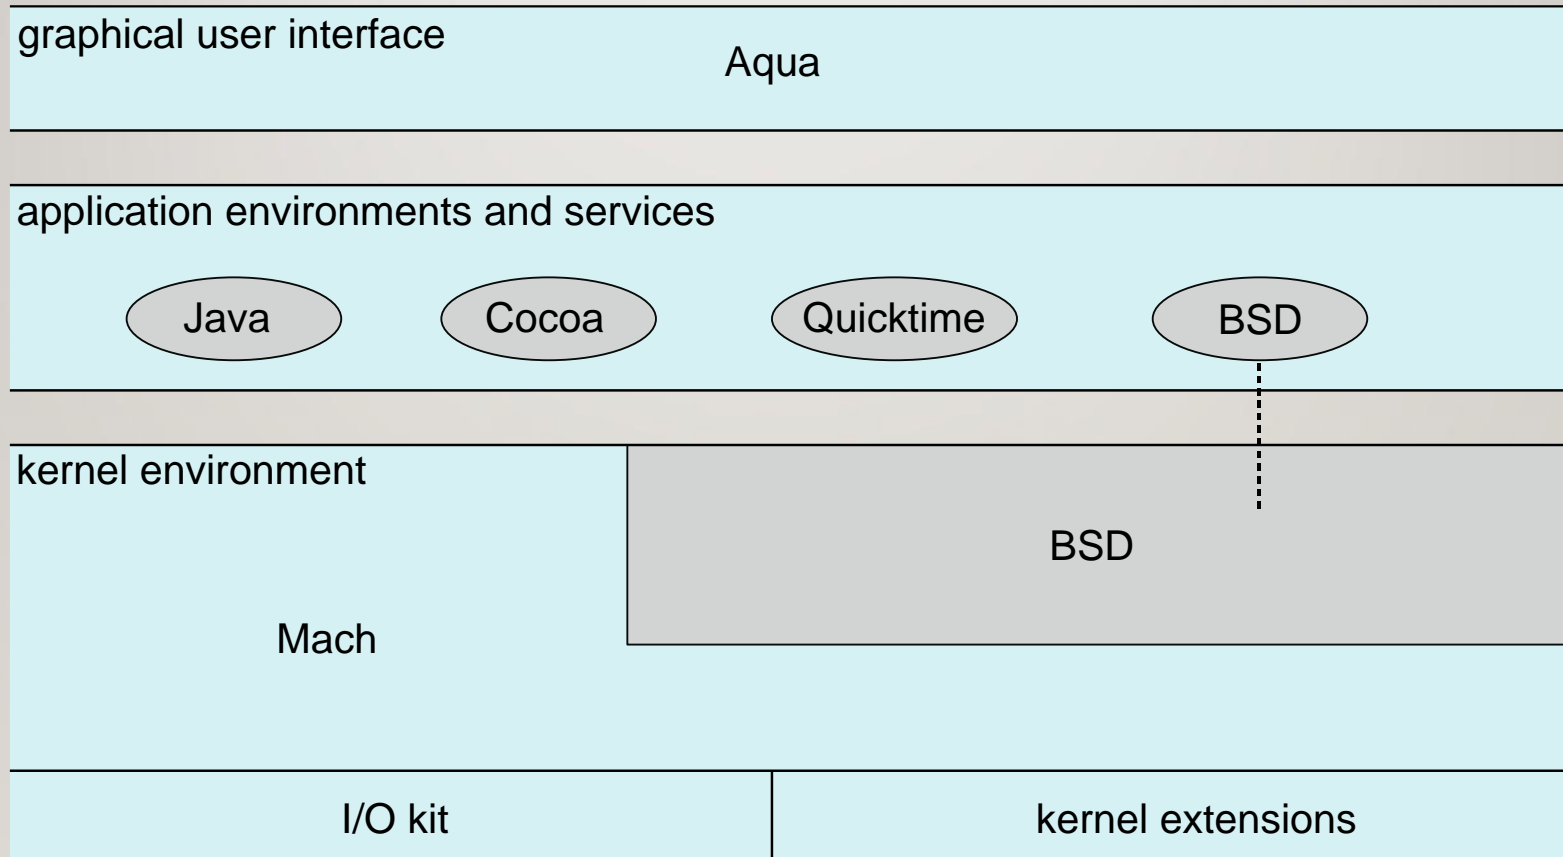 graphical user interface
Aqua
application environments and services
Java
Cocoa
Quicktime
BSD
kernel environment
BSD
Mach
I/O kit
kernel extensions